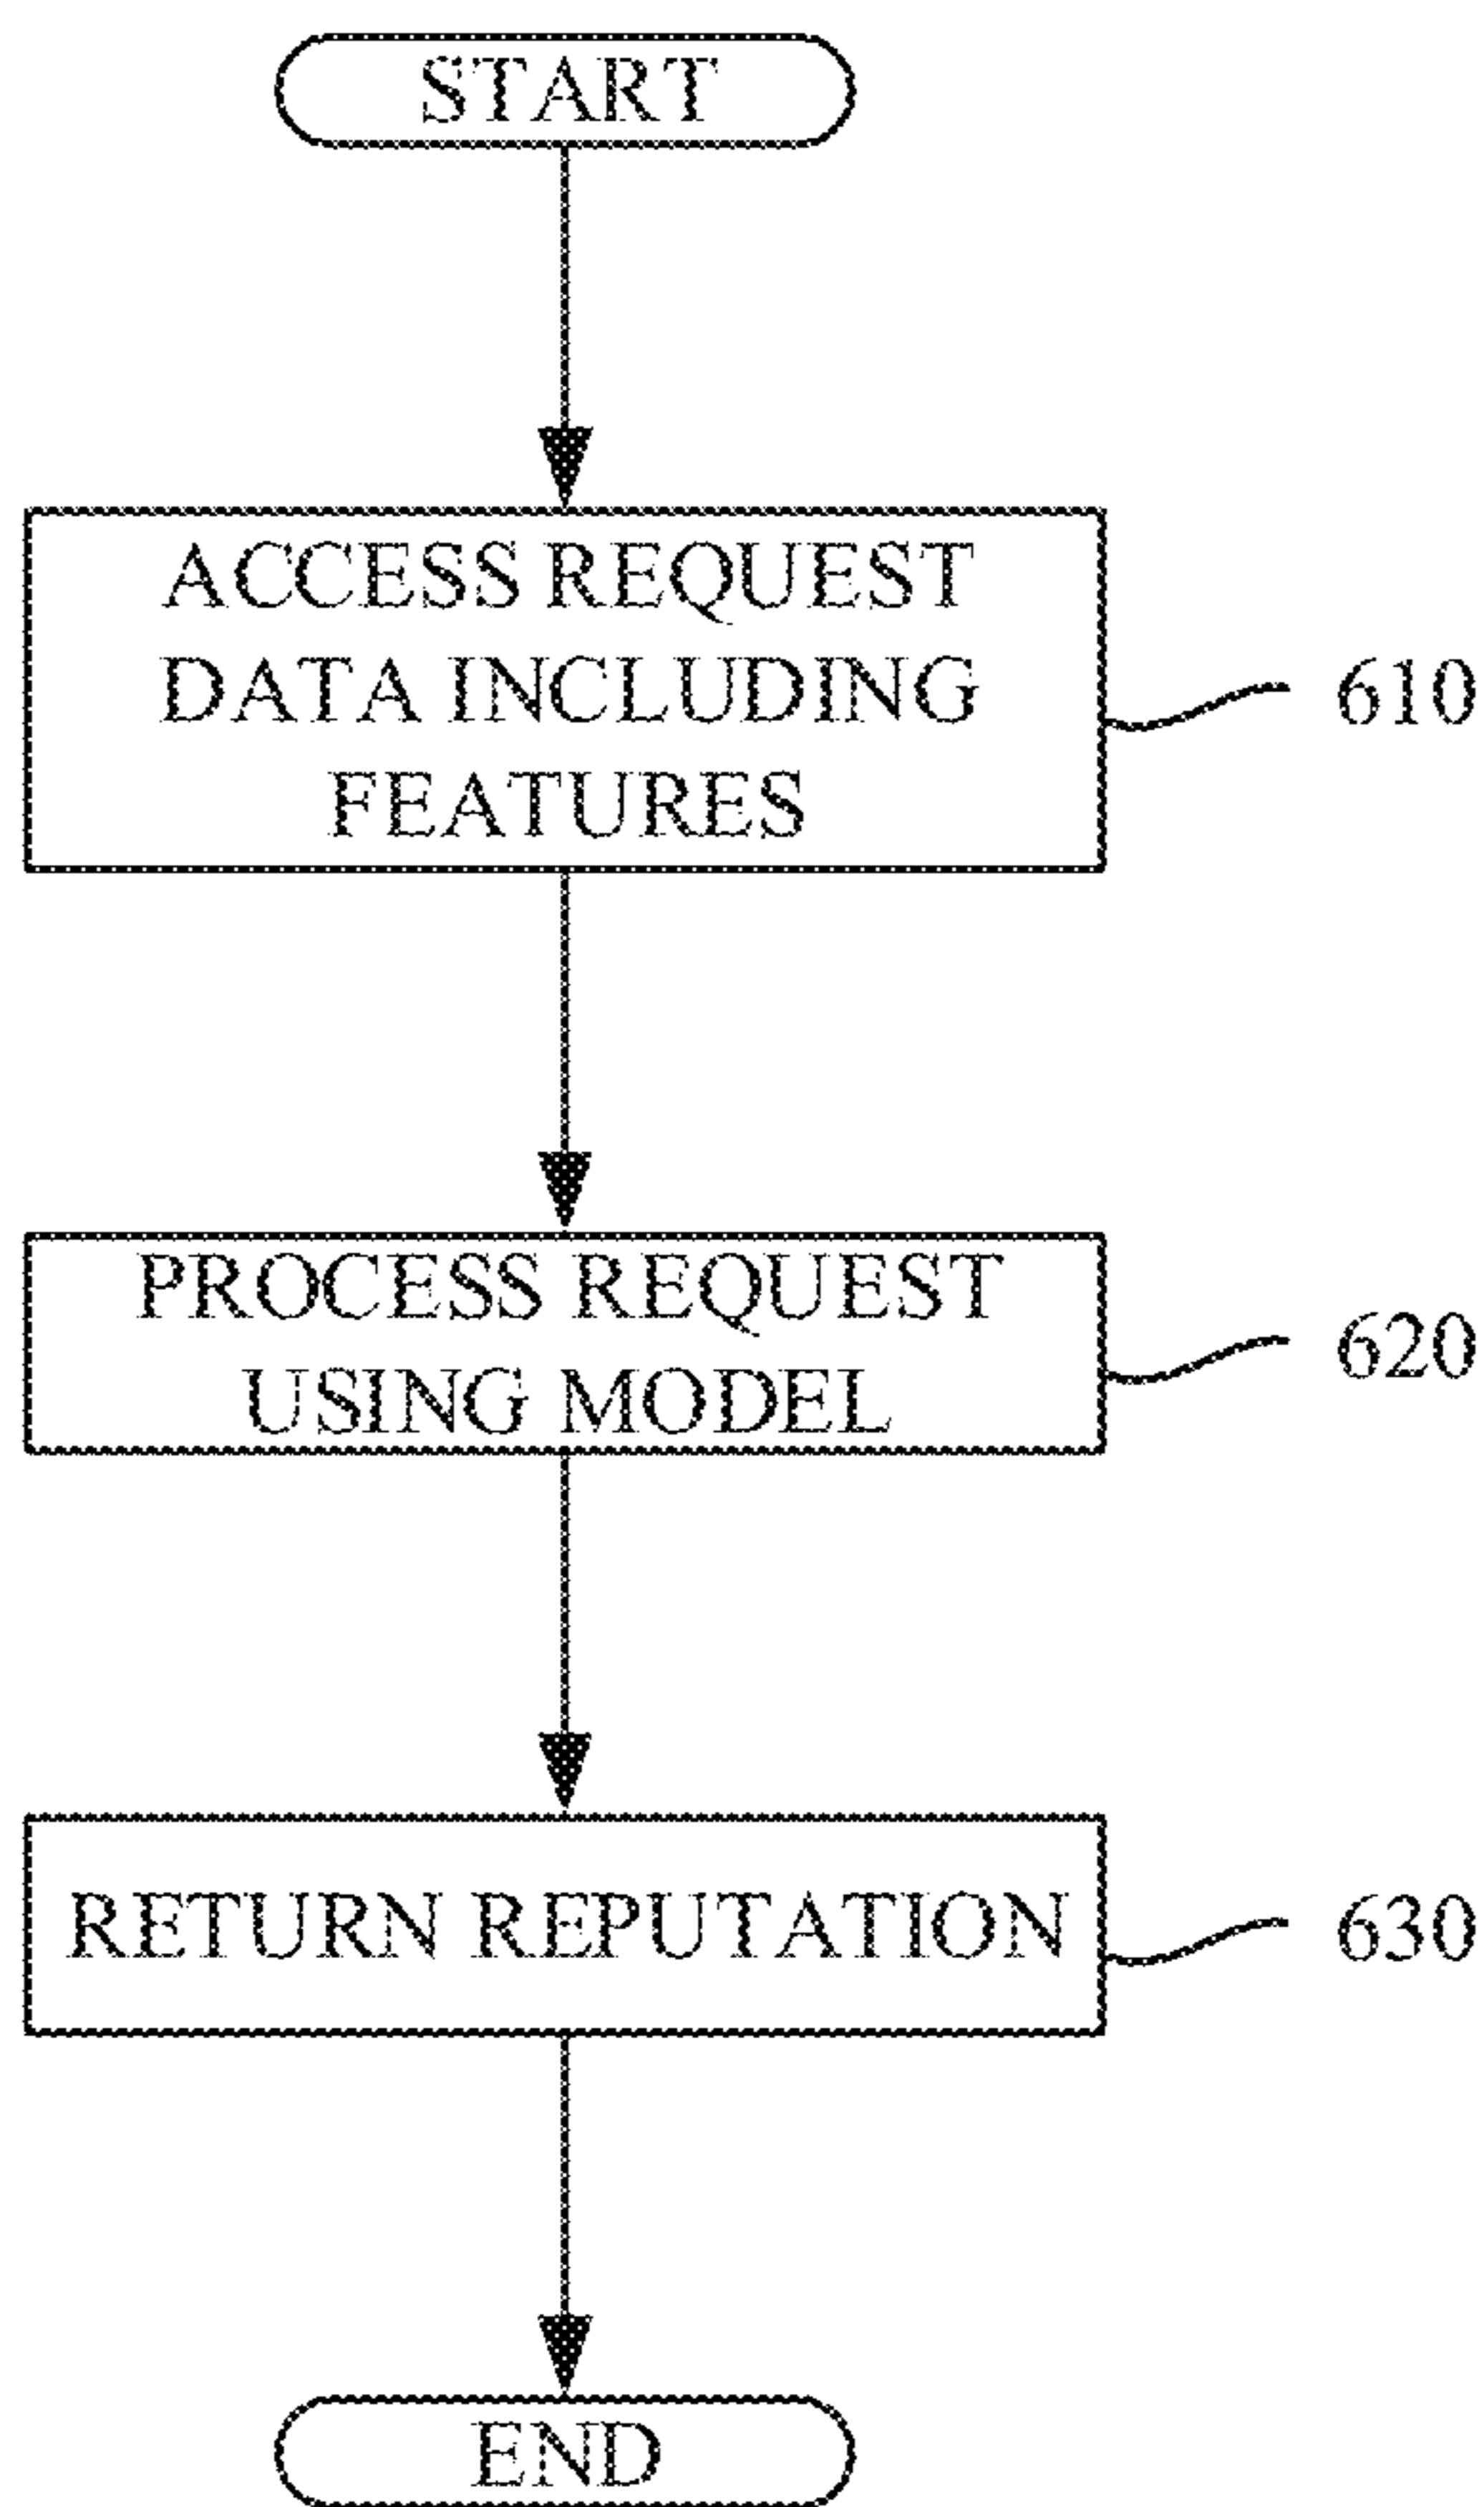 START
ACCESS REQUEST
DATA INCLUDING
FEATURES
610
PROCESS REQUEST
USING MODEL
620
RETURN REPUTATION
630
END